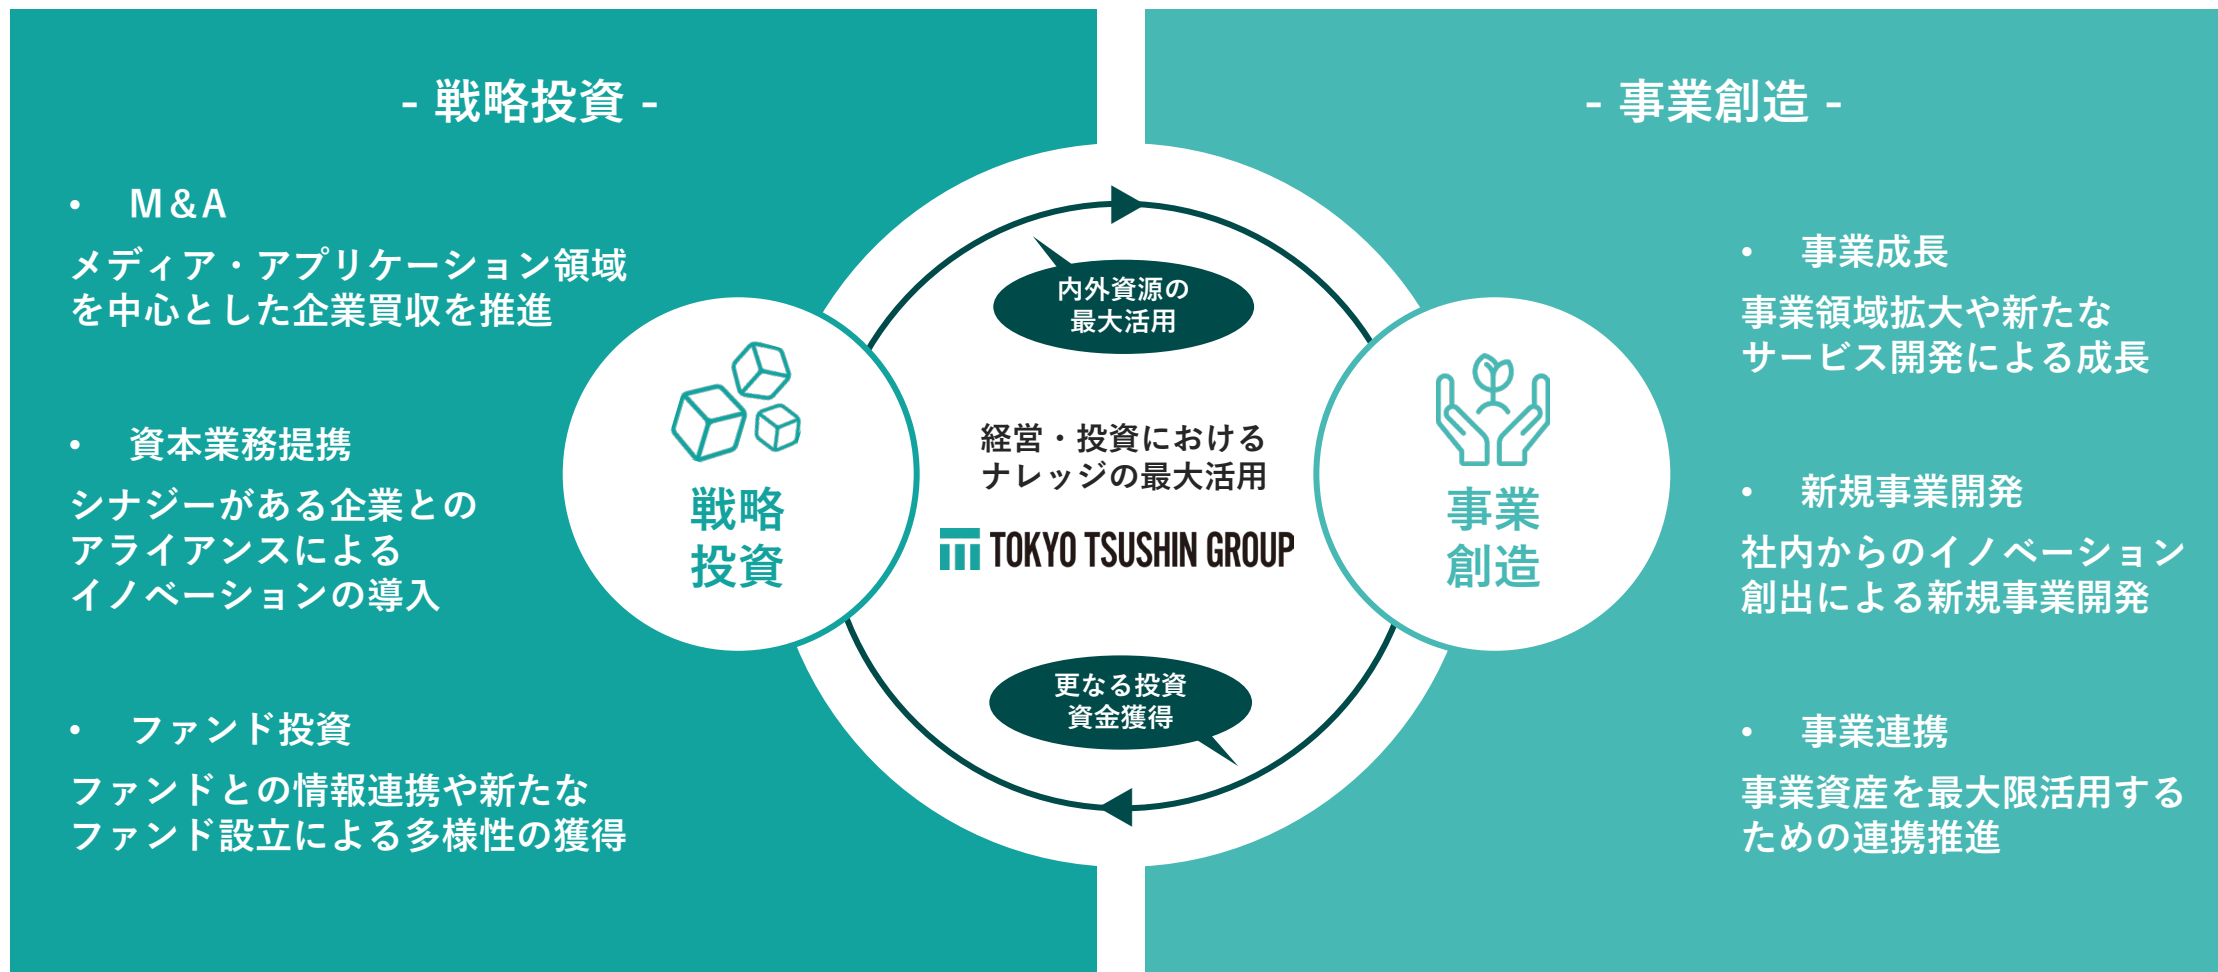 - 戦略投資 -
• M&A
メディア・アプリケーション領域
を中心とした企業買収を推進
• 資本業務提携
シナジーがある企業との
アライアンスによる
イノベーションの導入
• ファンド投資
ファンドとの情報連携や新たな
ファンド設立による多様性の獲得
戦略
投資
内外資源の
最大活用
経営・投資における
ナレッジの最大活用
TOKYO TSUSHIN GROUP
更なる投資
資金獲得
事業
創造
- 事業創造 -
• 事業成長
事業領域拡大や新たな
サービス開発による成長
• 新規事業開発
社内からのイノベーション
創出による新規事業開発
• 事業連携
事業資産を最大限活用する
ための連携推進